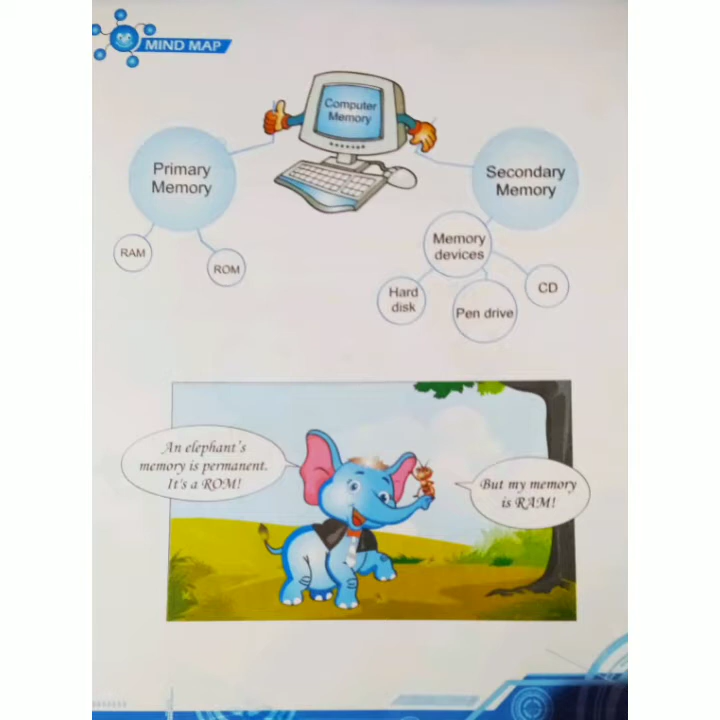 MIND MAP
Computer
Memory
Primary
Memory
Secondary
Memory
RAM
ROM
Memory
devices
Hard
disk
Pen drive
CD
An elephant's
memory is permanent.
It's a ROM!
But my memory
is RAM!